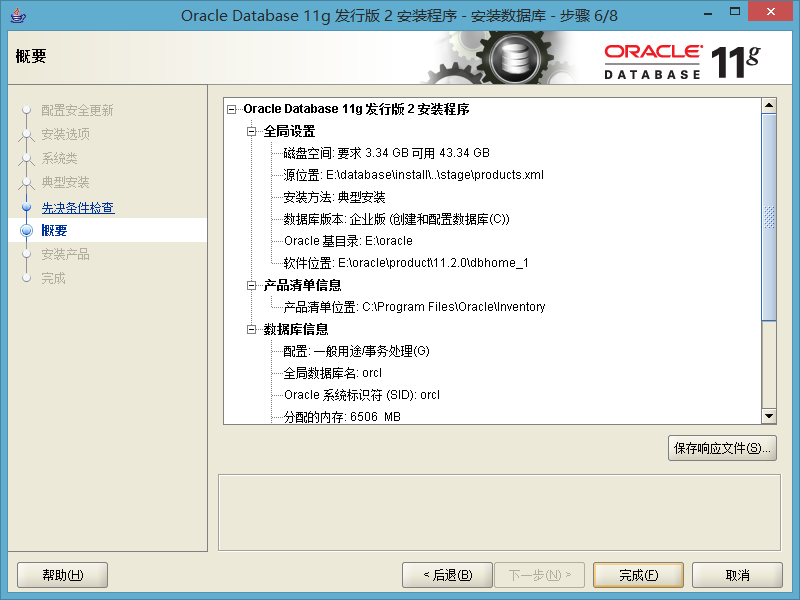 Oracle Database 11g 发行版 2 安装程序 - 安装数据库 - 步骤 6/8
概要
ORACLE
DATABASE
11g
配置安全更新
安装选项
系统类
典型安装
先决条件检查
概要
安装产品
完成
Oracle Database 11g 发行版 2 安装程序
全局设置
磁盘空间: 要求 3.34 GB 可用 43.34 GB
源位置: E:\database\install\..\stage\products.xml
安装方法: 典型安装
数据库版本: 企业版 (创建和配置数据库(C))
Oracle 基目录: E:\oracle
软件位置: E:\oracle\product\11.2.0\dbhome_1
产品清单信息
产品清单位置: C:\Program Files\Oracle\Inventory
数据库信息
配置: 一般用途/事务处理(G)
全局数据库名: orcl
Oracle 系统标识符 (SID): orcl
分配的内存: 6506 MB
保存响应文件(S)...
帮助(H)
< 后退(B)
下一步(N) >
完成(F)
取消